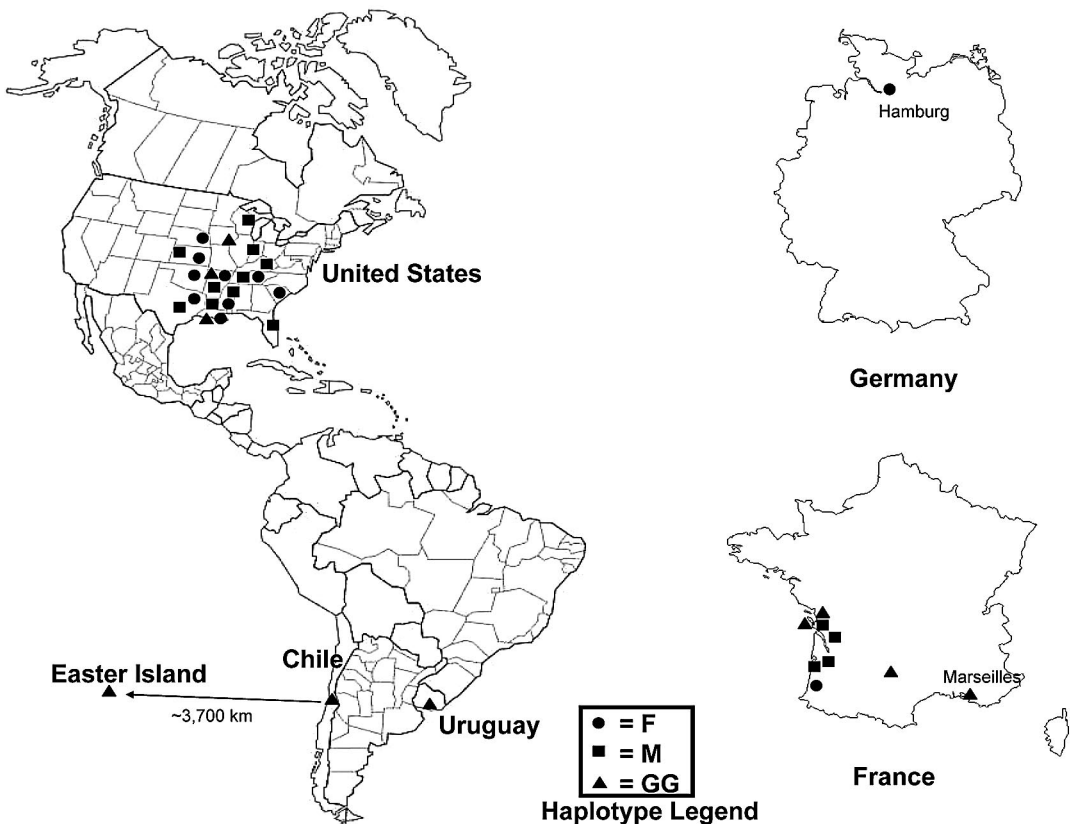 United States
Chile
Easter Island
~3,700 km
Uruguay
Hamburg
Germany
Marseilles
France
= F
= M
= GG
Haplotype Legend